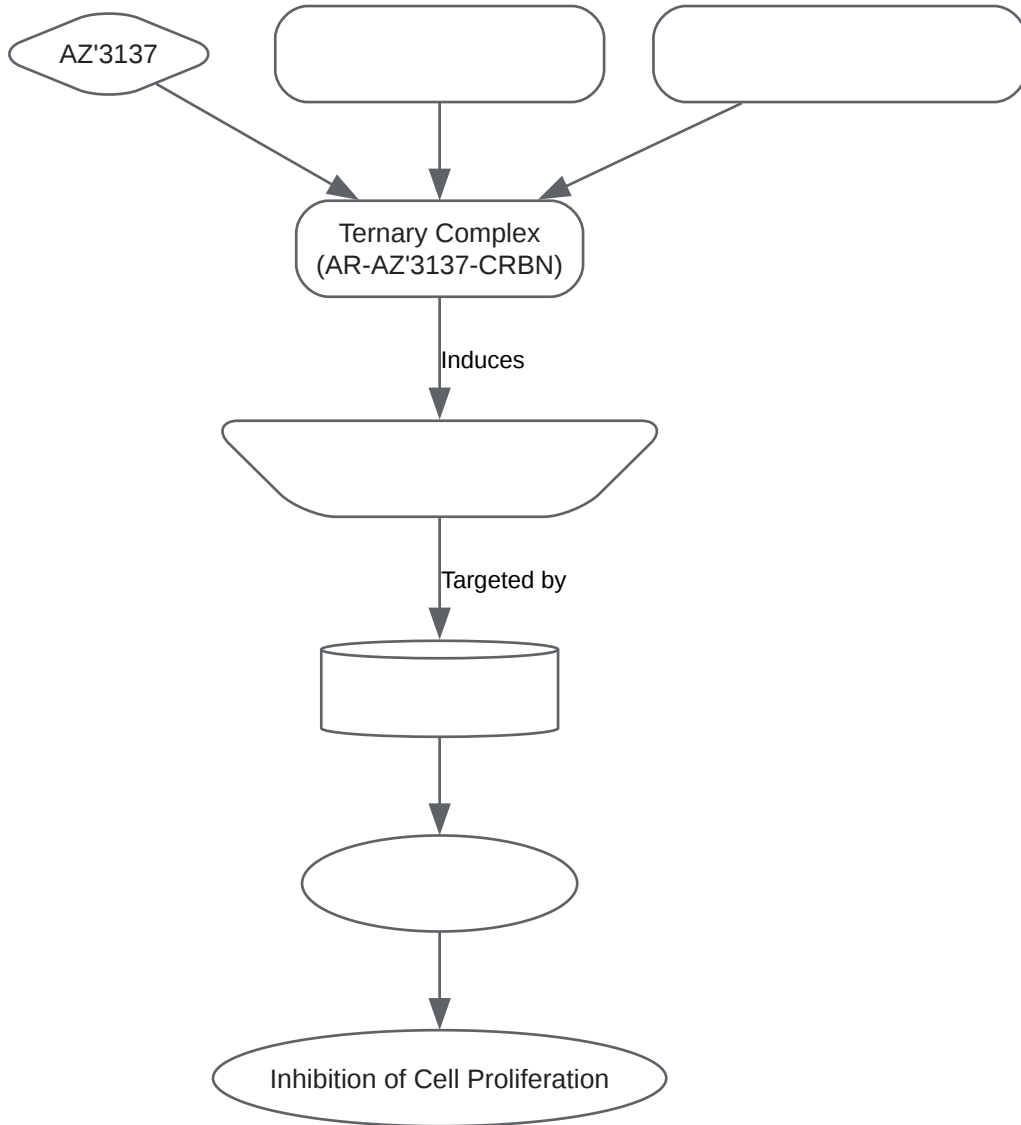 AZ'3137
Ternary Complex
(AR-AZ'3137-CRBN)
Induces
Targeted by
Inhibition of Cell Proliferation